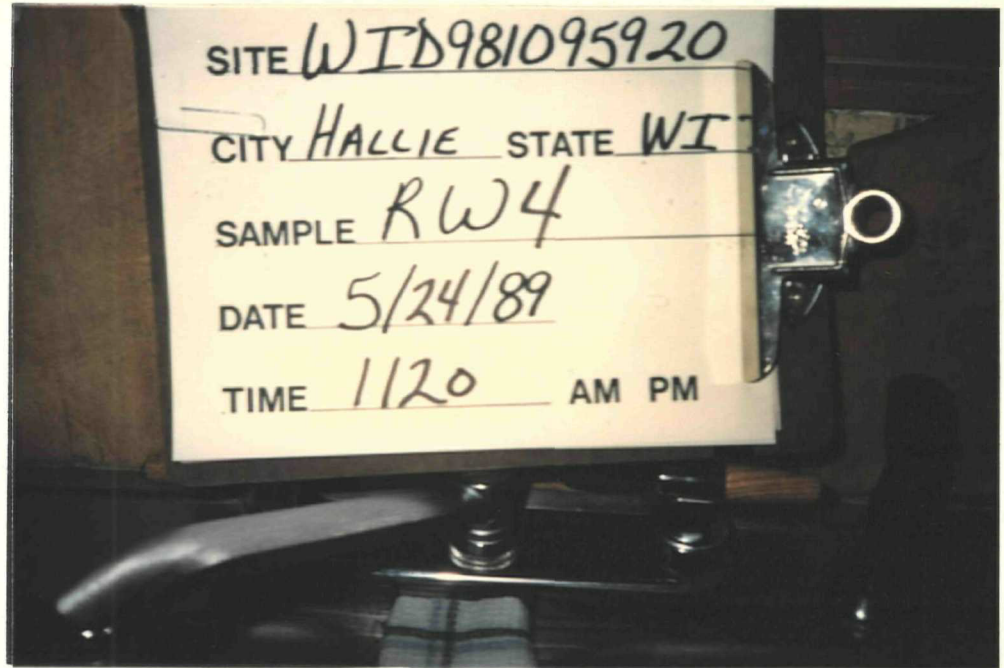 SITE WID981095920
CITY HALLIE STATE WI
SAMPLE RW4
DATE 5/24/89
TIME 1120 AM PM